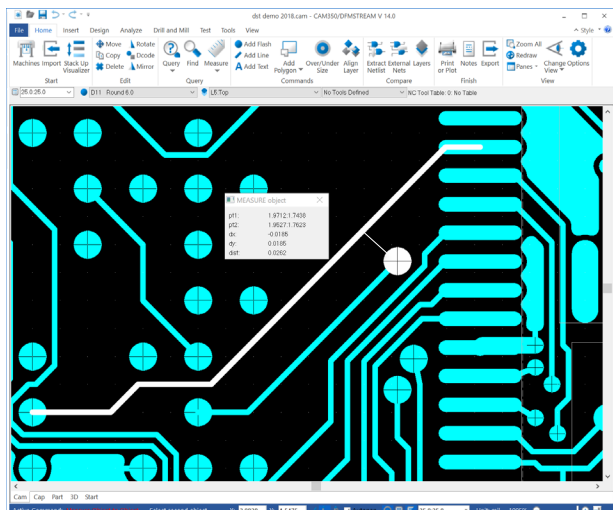 dst demo 2018.cam - CAM350/DFMSTREAM V 14.0
File Home Insert Design Analyze Drill and Mill Test Tools View Style
Machines Import Stack Up Visualizer
Start
Move Rotate
Copy Dcode
Delete Mirror
Edit
Query Find Measure
Query
Add Flash
Add Line
Add Text
Add Polygon Over/Under Size Align Layer
Commands
Extract Netlist External Nets Layers
Compare
Print or Plot Notes Export
Finish
Zoom All
Redraw
Panes
Change View Options
View
25.0:25.0 D11 Round 6.0 L5:Top No Tools Defined NC Tool Table: 0: No Table
MEASURE object
pt1: 1.9712:1.7438
pt2: 1.9527:1.7623
dx: -0.0185
dy: 0.0185
dist: 0.0262
Cam Cap Part 3D Start
Select second object